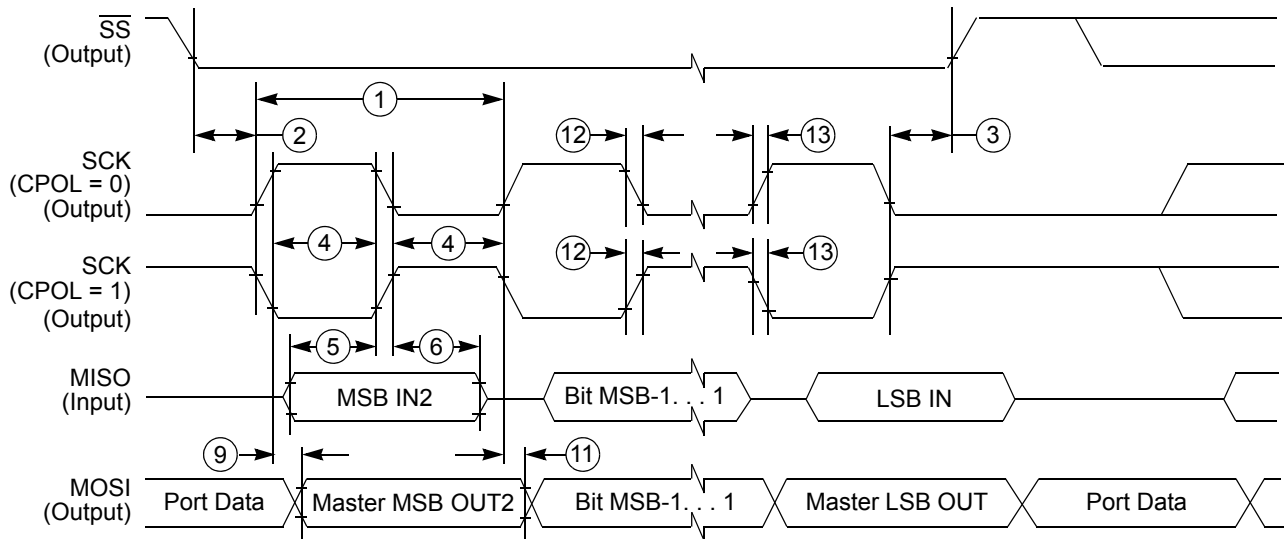 SS
(Output)
1
2
12
13
3
SCK
(CPOL = 0)
(Output)
4
4
SCK
(CPOL = 1)
(Output)
12
13
5
6
MISO
(Input)
MSB IN2
Bit MSB-1. . . 1
LSB IN
9
11
MOSI
(Output)
Port Data
Master MSB OUT2
Bit MSB-1. . . 1
Master LSB OUT
Port Data